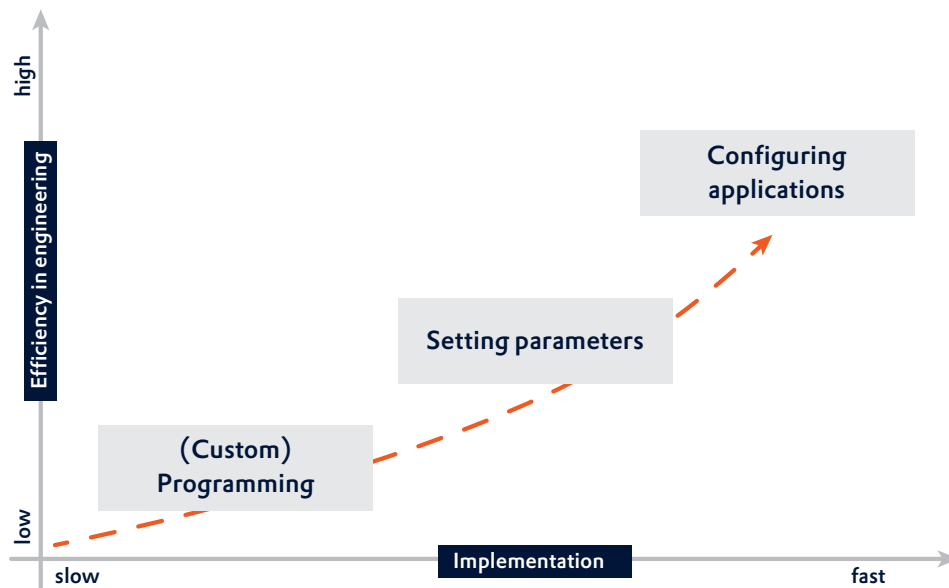 high
Efficiency in engineering
low
Configuring
applications
Setting parameters
(Custom)
Programming
Implementation
slow
fast